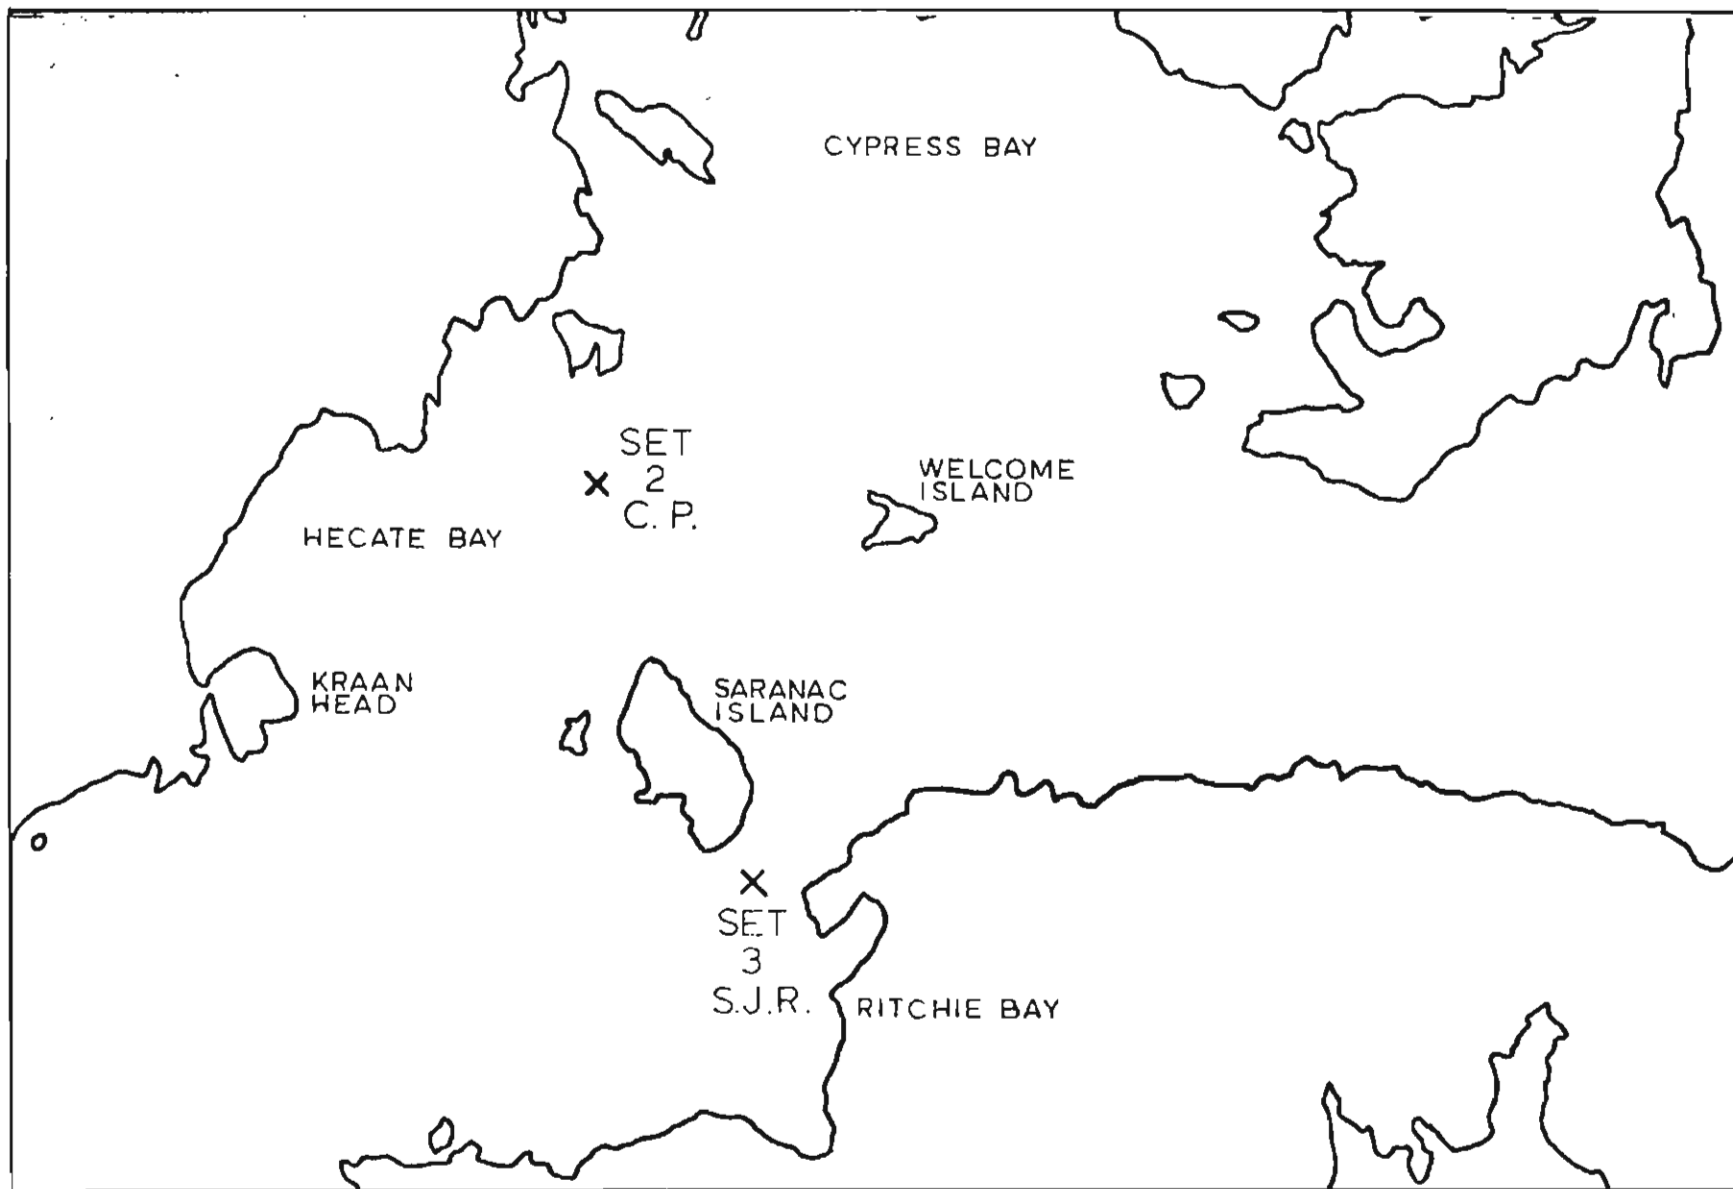 CYPRESS BAY
SET
2
C. P.
WELCOME
ISLAND
HECATE BAY
KRAAN
HEAD
SARANAC
ISLAND
SET
3
S.J.R.
RITCHIE BAY